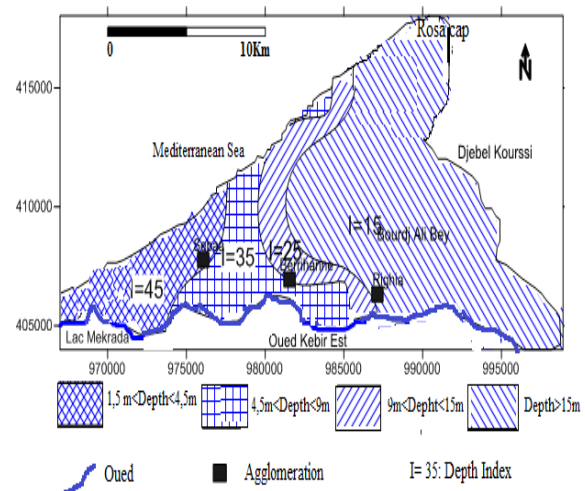 Rosa cap
0 10Km
N
415000
Mediterranean Sea
Djebel Kourssi
410000
I=15
Bourdj Ali Bey
I=25
I=35
Righia
I=45
405000
Lac Mekrada
Oued Kebir Est
970000 975000 980000 985000 990000 995000
1,5 m<Depth<4,5m 4,5m<Depth<9m 9m<Depht<15m Depth>15m
Oued Agglomeration I= 35: Depth Index